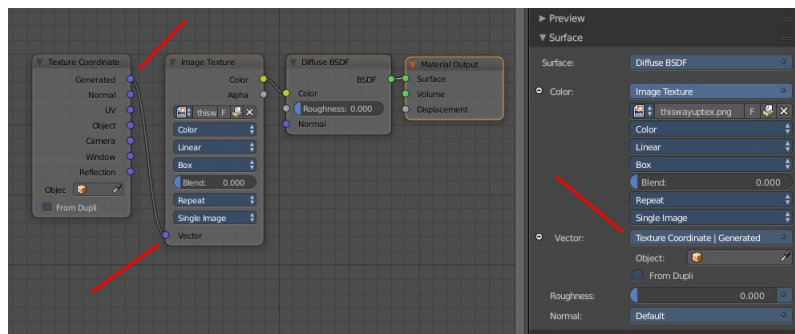 Texture Coordinate
Generated
Normal
UV
Object
Camera
Window
Reflection
Objec
From Dupli
Image Texture
Color
Alpha
thisw F
Color
Linear
Box
Blend: 0.000
Repeat
Single Image
Vector
Diffuse BSDF
BSDF
Color
Roughness: 0.000
Normal
Material Output
Surface
Volume
Displacement
Preview
Surface
Surface: Diffuse BSDF
Color: Image Texture
thiswayuptex.png F
Color
Linear
Box
Blend: 0.000
Repeat
Single Image
Vector: Texture Coordinate | Generated
Object:
From Dupli
Roughness: 0.000
Normal: Default